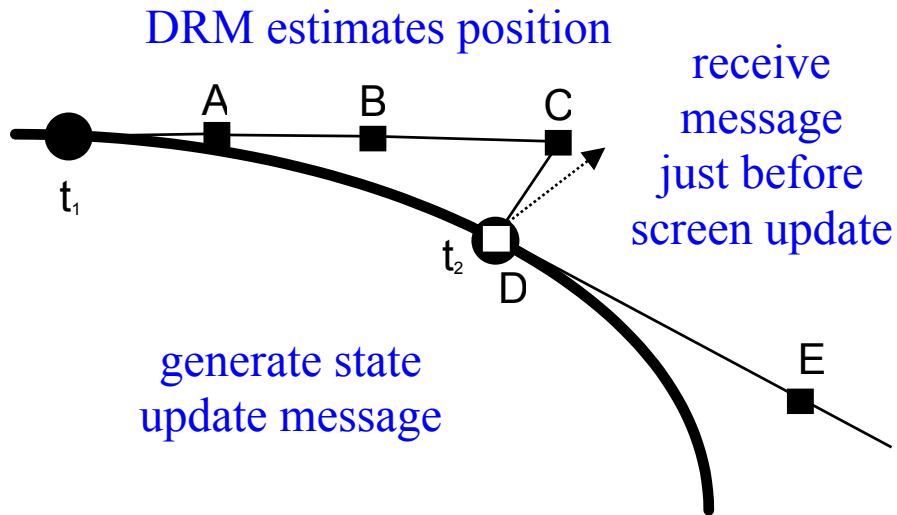 DRM estimates position
receive
message
just before
screen update
A
B
C
t₁
t₂
D
E
generate state
update message